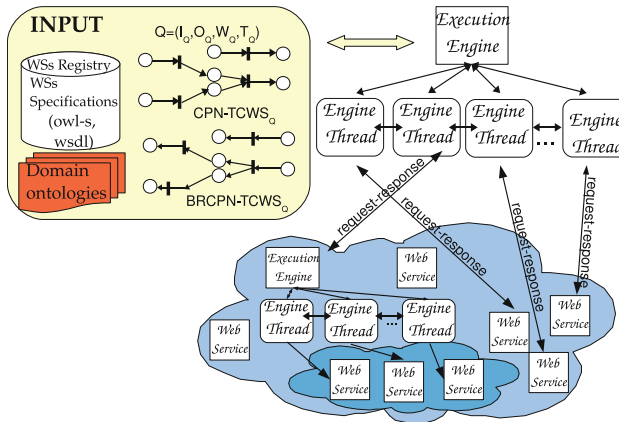 INPUT
Q=(I_Q,O_Q,W_Q,T_Q)
WSs Registry
WSs
Specifications
(owl-s,
wsdl)
Domain
ontologies
CPN-TCWS_Q
BRCPN-TCWS_Q
Execution
Engine
Engine
Thread
Engine
Thread
Engine
Thread
...
Engine
Thread
request-response
request-response
request-response
request-response
Execution
Engine
Web
Service
Engine
Thread
Engine
Thread
...
Engine
Thread
Web
Service
Web
Service
Web
Service
Web
Service
Web
Service
Web
Service
Web
Service